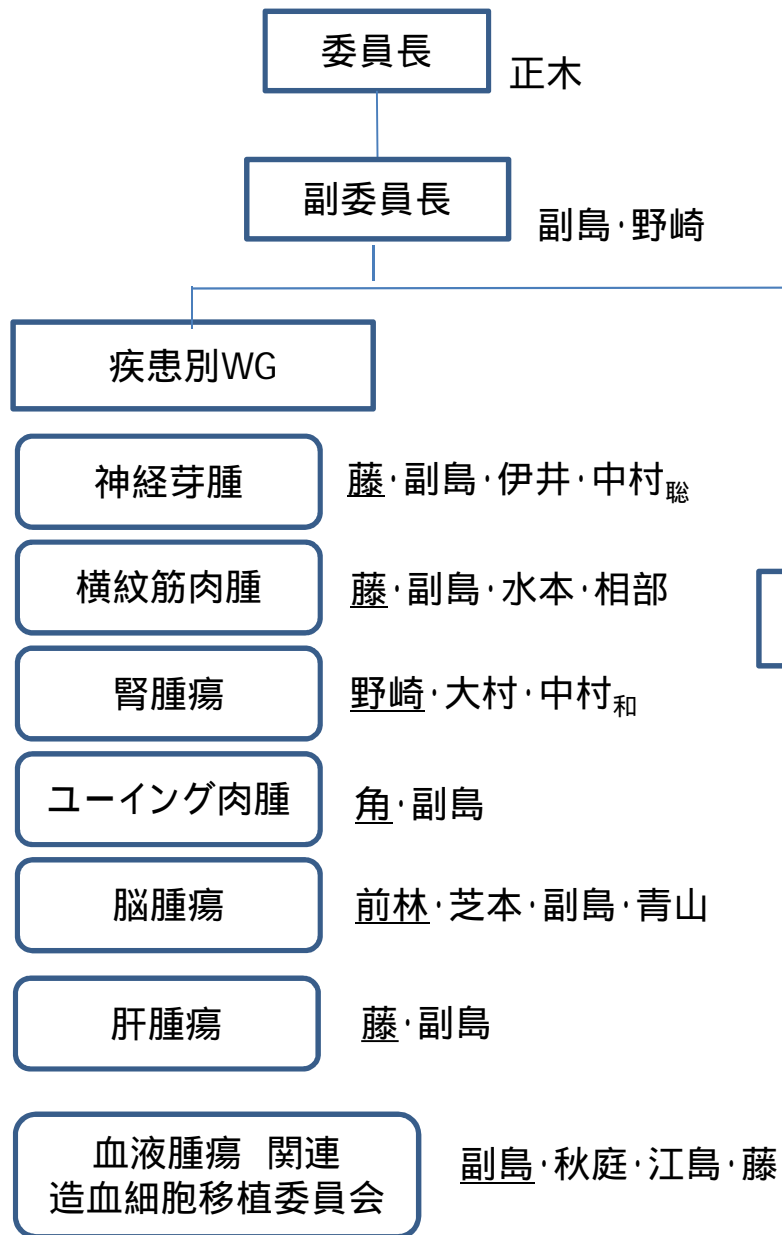 委員長
正木
副委員長
副島・野崎
疾患別WG
神経芽腫
藤・副島・伊井・中村聡
横紋筋肉腫
藤・副島・水本・相部
腎腫瘍
野崎・大村・中村和
ユーイング肉腫
角・副島
脳腫瘍
前林・芝本・副島・青山
肝腫瘍
藤・副島
血液腫瘍　関連
造血細胞移植委員会
副島・秋庭・江島・藤